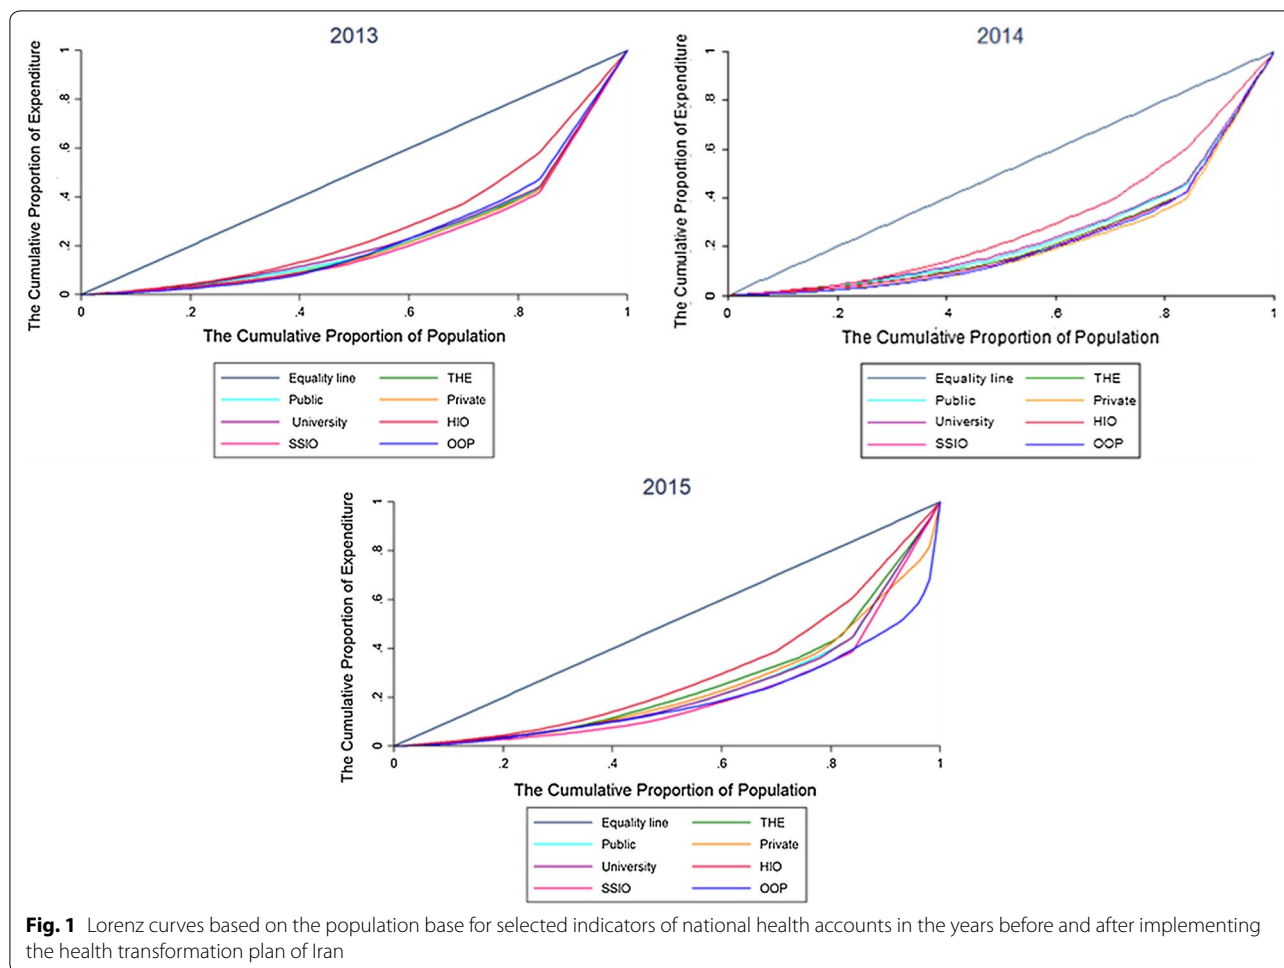 2013
The Cumulative Proportion of Expenditure
1
.8
.6
.4
.2
0
0 .2 .4 .6 .8 1
The Cumulative Proportion of Population
Equality line THE
Public Private
University HIO
SSIO OOP
2014
The Cumulative Proportion of Expenditure
1
.8
.6
.4
.2
0
0 .2 .4 .6 .8 1
The Cumulative Proportion of Population
Equality line THE
Public Private
University HIO
SSIO OOP
2015
The Cumulative Proportion of Expenditure
1
.8
.6
.4
.2
0
0 .2 .4 .6 .8 1
The Cumulative Proportion of Population
Equality line THE
Public Private
University HIO
SSIO OOP
Fig. 1 Lorenz curves based on the population base for selected indicators of national health accounts in the years before and after implementing
the health transformation plan of Iran